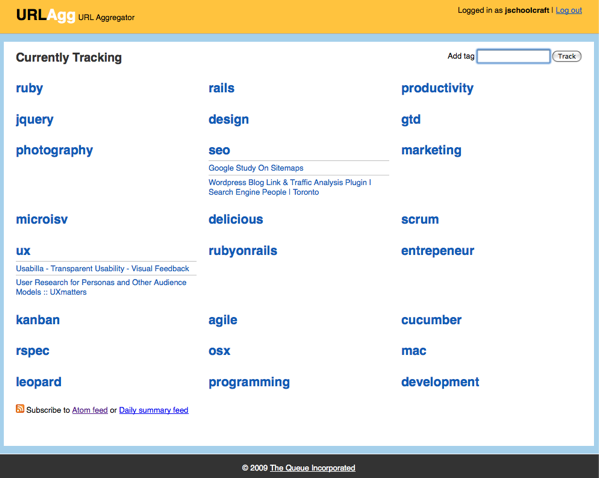 URLAgg URL Aggregator
Logged in as jschoolcraft | Log out
Currently Tracking
Add tag Track
ruby rails productivity
jquery design gtd
photography seo marketing
Google Study On Sitemaps
Wordpress Blog Link & Traffic Analysis Plugin |
Search Engine People | Toronto
microisv delicious scrum
ux rubyonrails entrepeneur
Usabilla - Transparent Usability - Visual Feedback
User Research for Personas and Other Audience
Models :: UXmatters
kanban agile cucumber
rspec osx mac
leopard programming development
Subscribe to Atom feed or Daily summary feed
© 2009 The Queue Incorporated